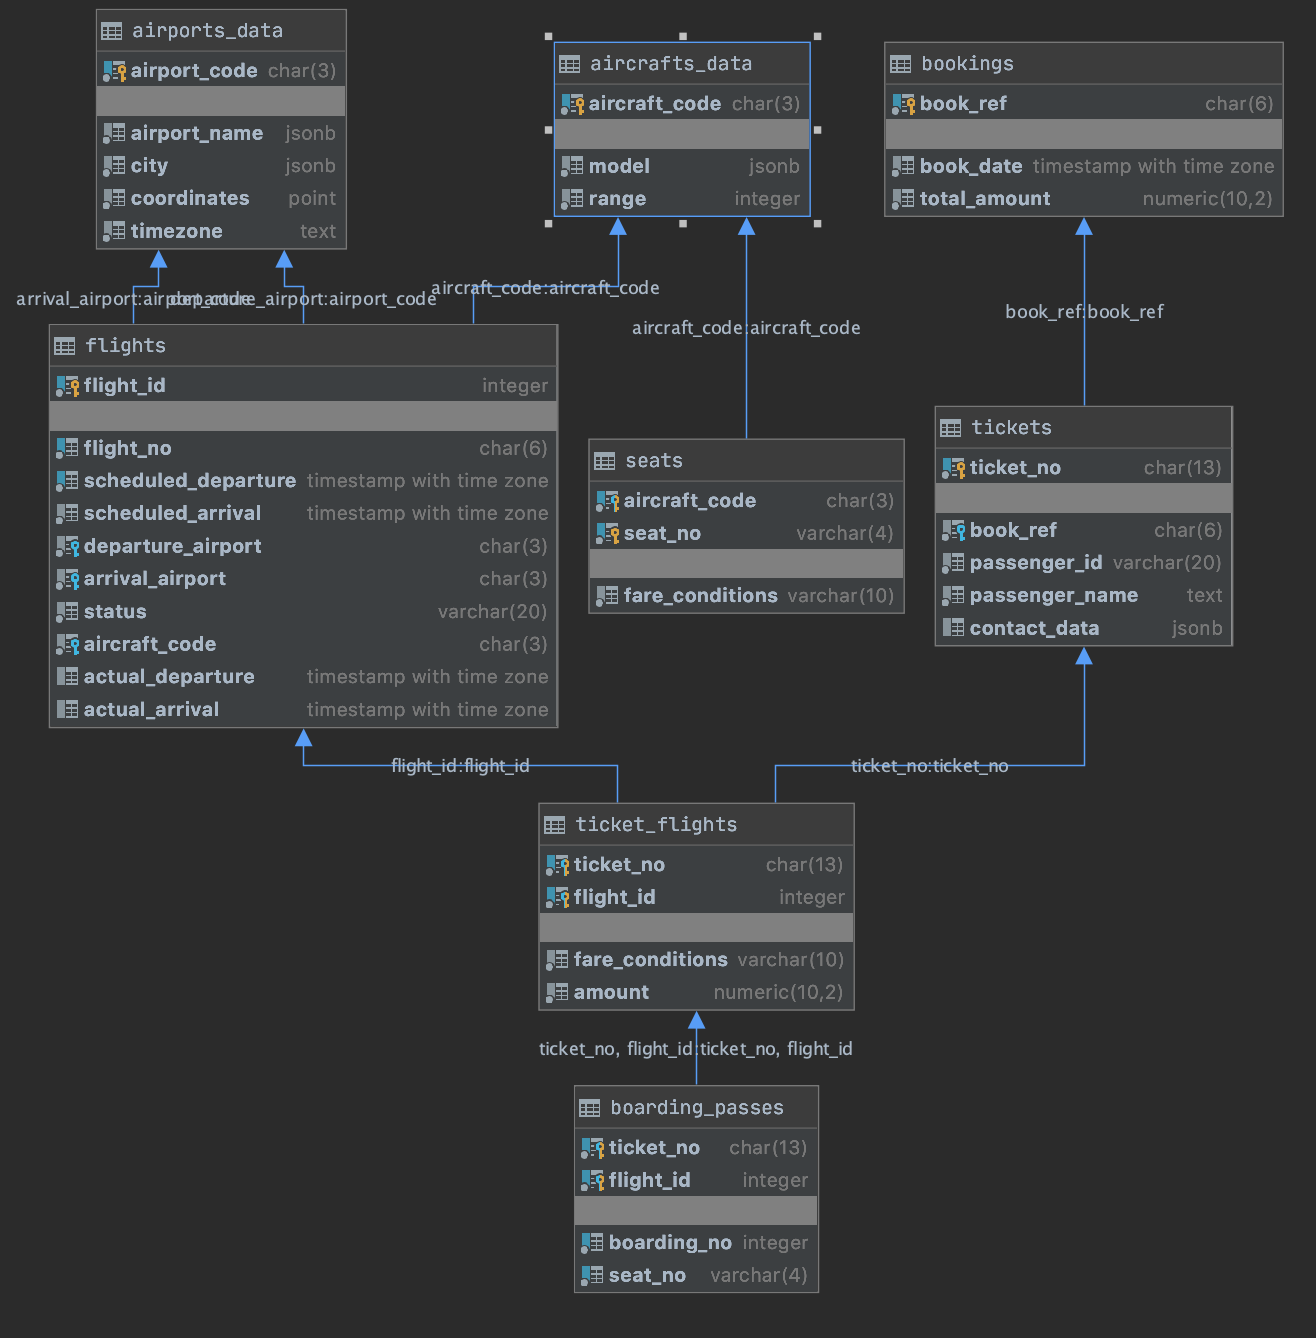 airports_data
airport_code char(3)
airport_name jsonb
city jsonb
coordinates point
timezone text
aircrafts_data
aircraft_code char(3)
model jsonb
range integer
bookings
book_ref char(6)
book_date timestamp with time zone
total_amount numeric(10,2)
arrival_airport:airport_code
departure_airport:airport_code
aircraft_code:aircraft_code
aircraft_code:aircraft_code
book_ref:book_ref
flights
flight_id integer
flight_no char(6)
scheduled_departure timestamp with time zone
scheduled_arrival timestamp with time zone
departure_airport char(3)
arrival_airport char(3)
status varchar(20)
aircraft_code char(3)
actual_departure timestamp with time zone
actual_arrival timestamp with time zone
seats
aircraft_code char(3)
seat_no varchar(4)
fare_conditions varchar(10)
tickets
ticket_no char(13)
book_ref char(6)
passenger_id varchar(20)
passenger_name text
contact_data jsonb
flight_id:flight_id
ticket_no:ticket_no
ticket_flights
ticket_no char(13)
flight_id integer
fare_conditions varchar(10)
amount numeric(10,2)
ticket_no, flight_id:ticket_no, flight_id
boarding_passes
ticket_no char(13)
flight_id integer
boarding_no integer
seat_no varchar(4)